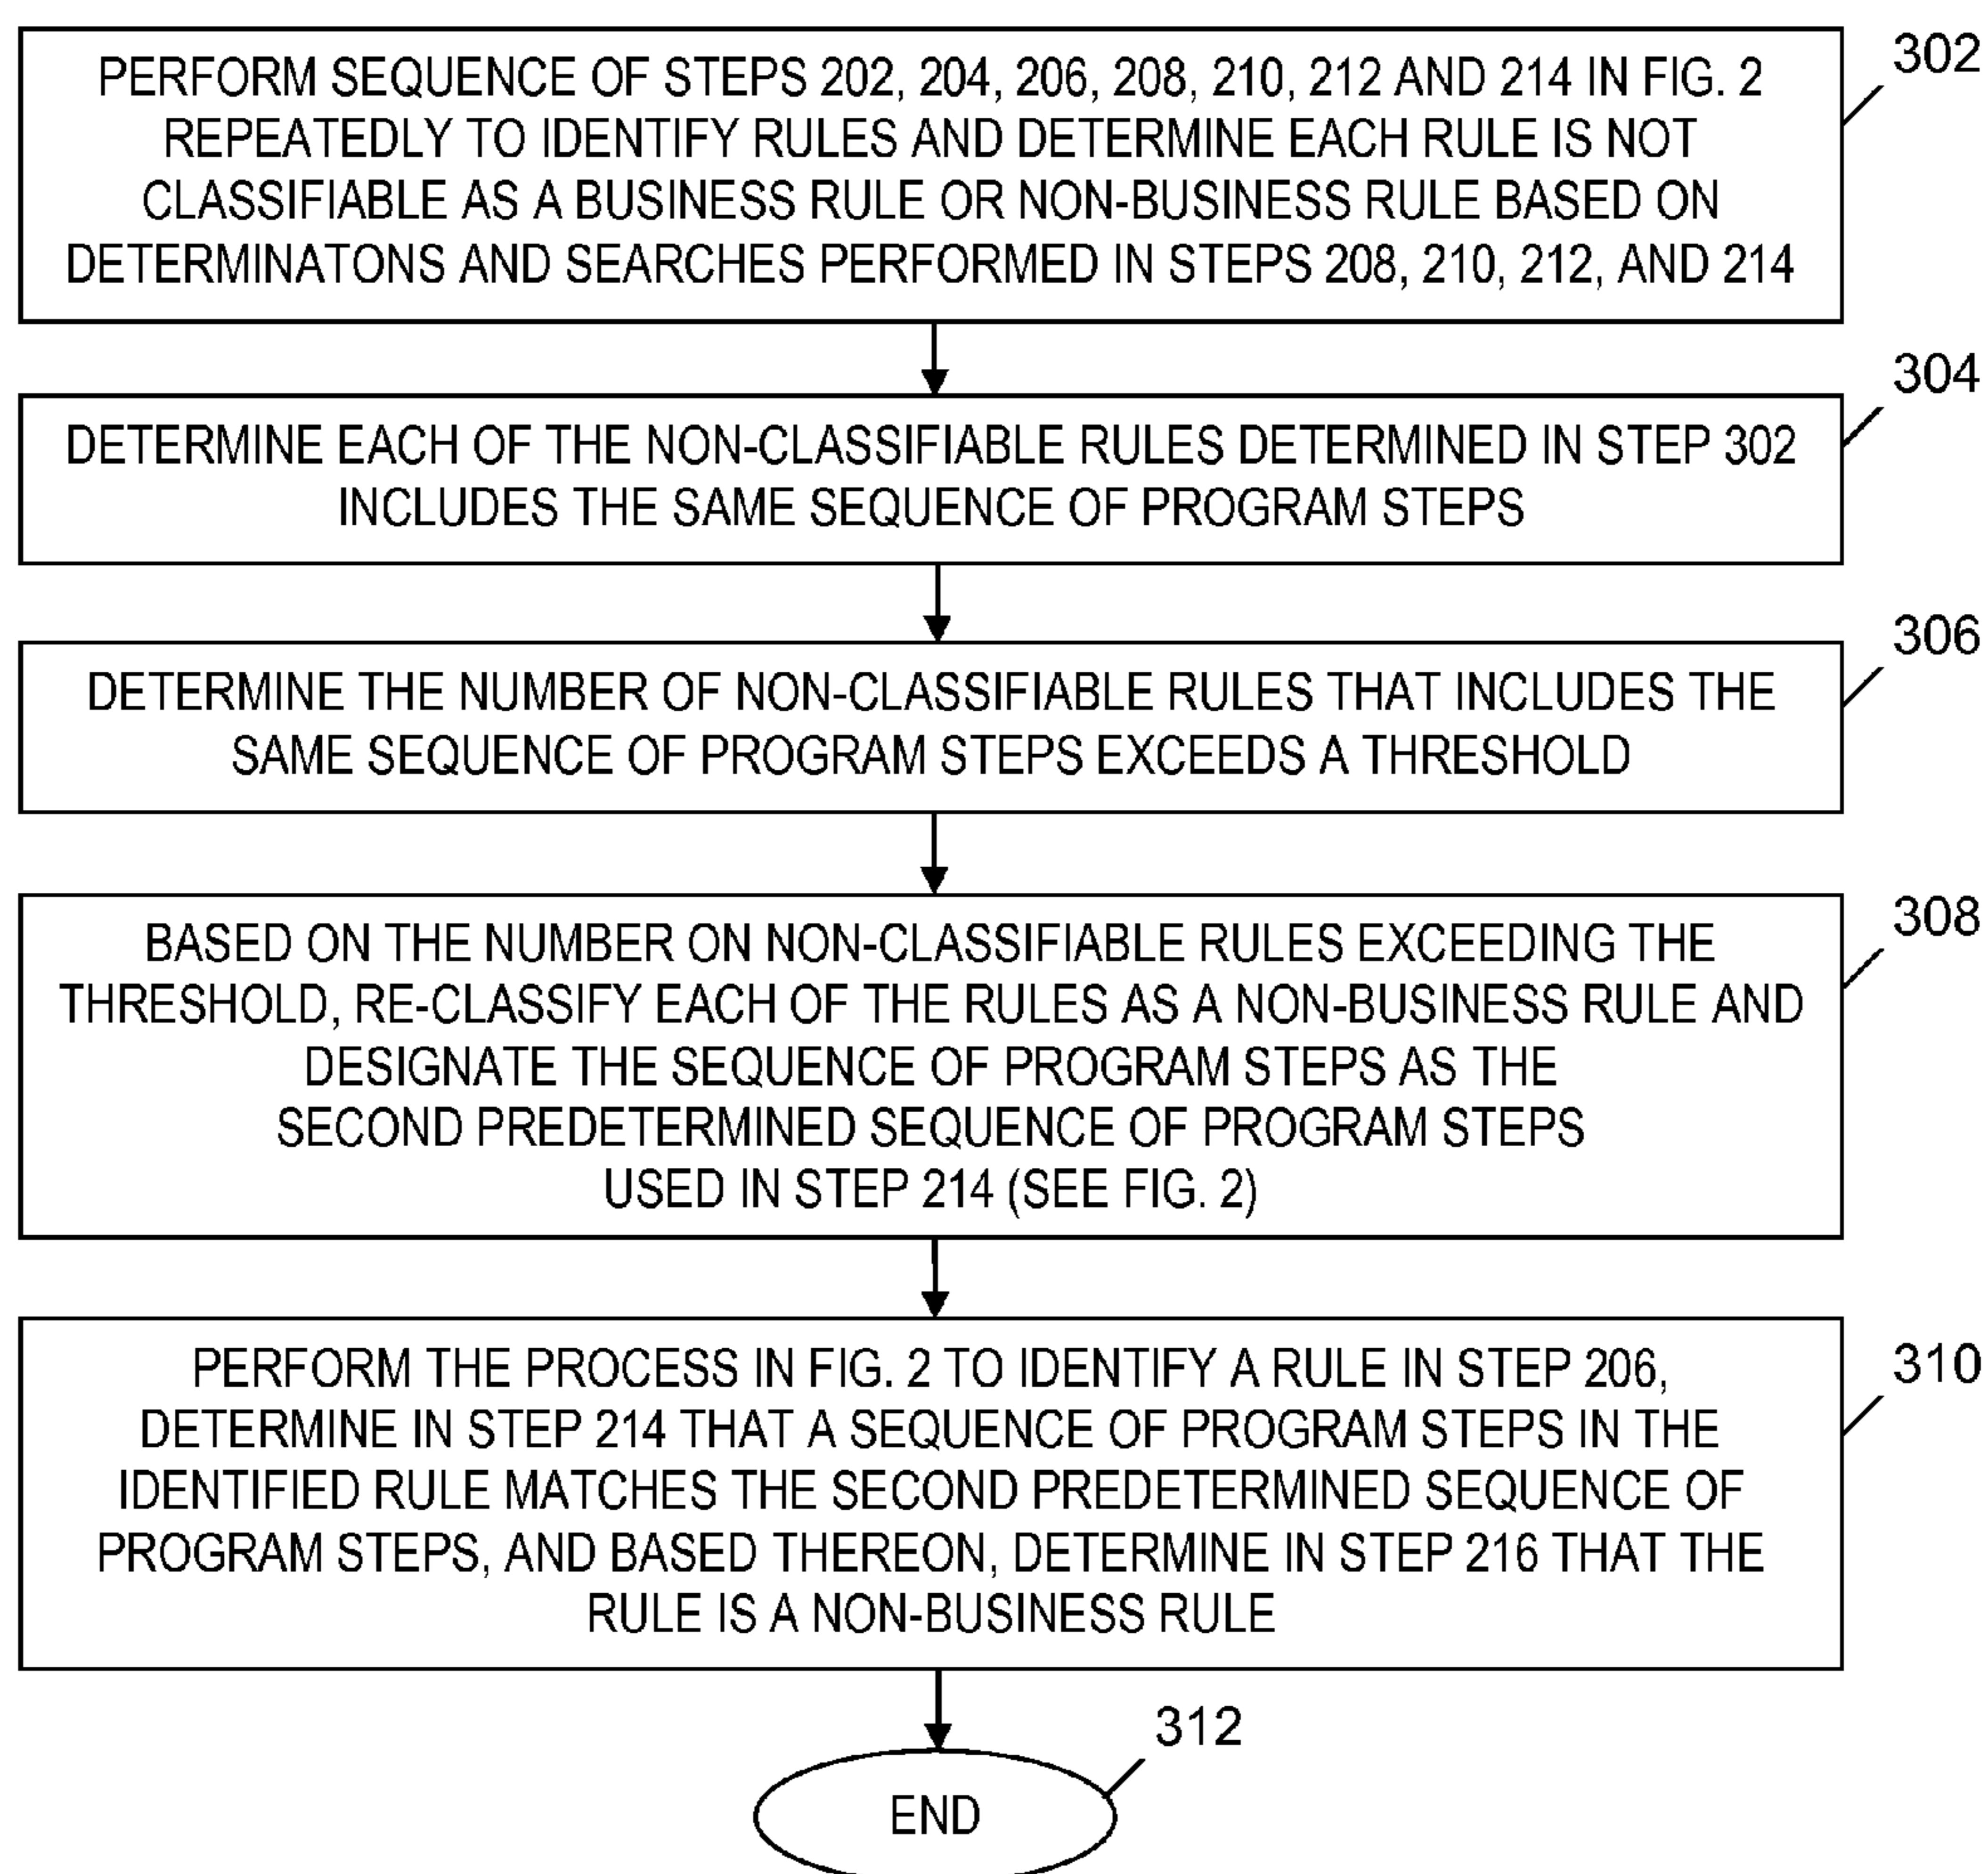 PERFORM SEQUENCE OF STEPS 202, 204, 206, 208, 210, 212 AND 214 IN FIG. 2
REPEATEDLY TO IDENTIFY RULES AND DETERMINE EACH RULE IS NOT
CLASSIFIABLE AS A BUSINESS RULE OR NON-BUSINESS RULE BASED ON
DETERMINATONS AND SEARCHES PERFORMED IN STEPS 208, 210, 212, AND 214
302
DETERMINE EACH OF THE NON-CLASSIFIABLE RULES DETERMINED IN STEP 302
INCLUDES THE SAME SEQUENCE OF PROGRAM STEPS
304
DETERMINE THE NUMBER OF NON-CLASSIFIABLE RULES THAT INCLUDES THE
SAME SEQUENCE OF PROGRAM STEPS EXCEEDS A THRESHOLD
306
BASED ON THE NUMBER ON NON-CLASSIFIABLE RULES EXCEEDING THE
THRESHOLD, RE-CLASSIFY EACH OF THE RULES AS A NON-BUSINESS RULE AND
DESIGNATE THE SEQUENCE OF PROGRAM STEPS AS THE
SECOND PREDETERMINED SEQUENCE OF PROGRAM STEPS
USED IN STEP 214 (SEE FIG. 2)
308
PERFORM THE PROCESS IN FIG. 2 TO IDENTIFY A RULE IN STEP 206,
DETERMINE IN STEP 214 THAT A SEQUENCE OF PROGRAM STEPS IN THE
IDENTIFIED RULE MATCHES THE SECOND PREDETERMINED SEQUENCE OF
PROGRAM STEPS, AND BASED THEREON, DETERMINE IN STEP 216 THAT THE
RULE IS A NON-BUSINESS RULE
310
END
312